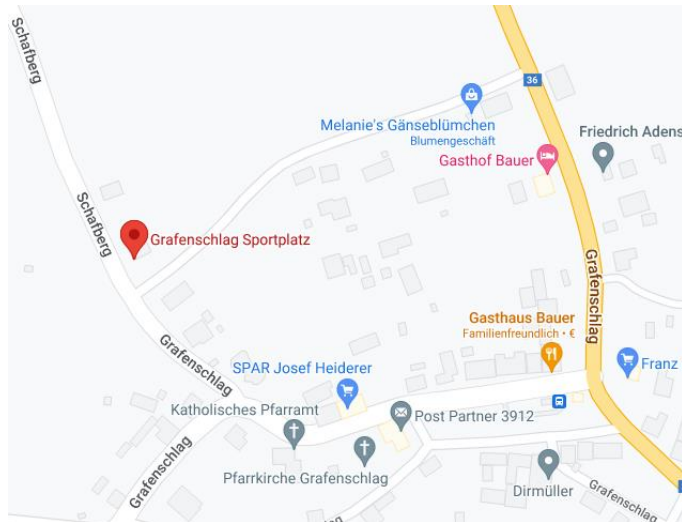 Schafberg
36
Melanie's Gänseblümchen
Blumengeschäft
Friedrich Adens
Gasthof Bauer
Schafberg
Grafenschlag Sportplatz
Grafenschlag
Gasthaus Bauer
Familienfreundlich • €
Grafenschlag
SPAR Josef Heiderer
Franz
Katholisches Pfarramt
Post Partner 3912
Grafenschlag
Pfarrkirche Grafenschlag
Dirmüller
Grafenschlag